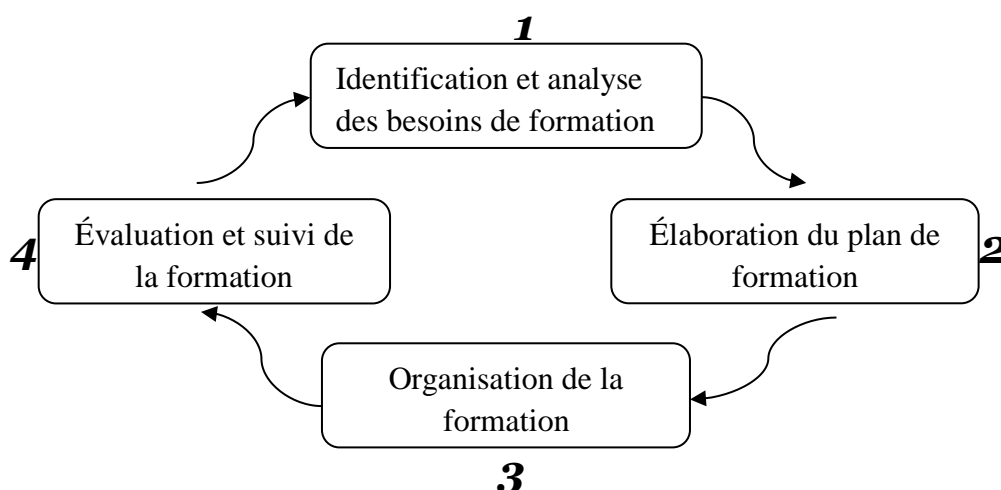 1
Identification et analyse
des besoins de formation
4
Évaluation et suivi de
la formation
Élaboration du plan de
formation
2
Organisation de la
formation
3